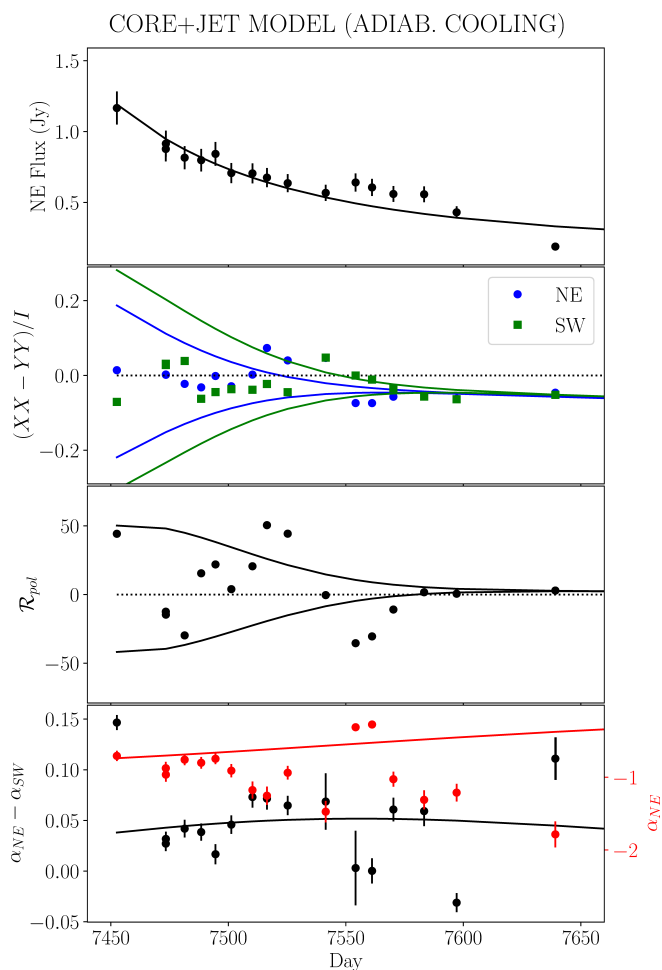 CORE+JET MODEL (ADIAB. COOLING)
1.5
1.0
0.5
NE Flux (Jy)
0.2
0.0
−0.2
(XX − YY)/I
NE
SW
50
0
−50
𝓡pol
0.15
0.10
0.05
0.00
−0.05
αNE − αSW
−1
−2
αNE
7450 7500 7550 7600 7650
Day